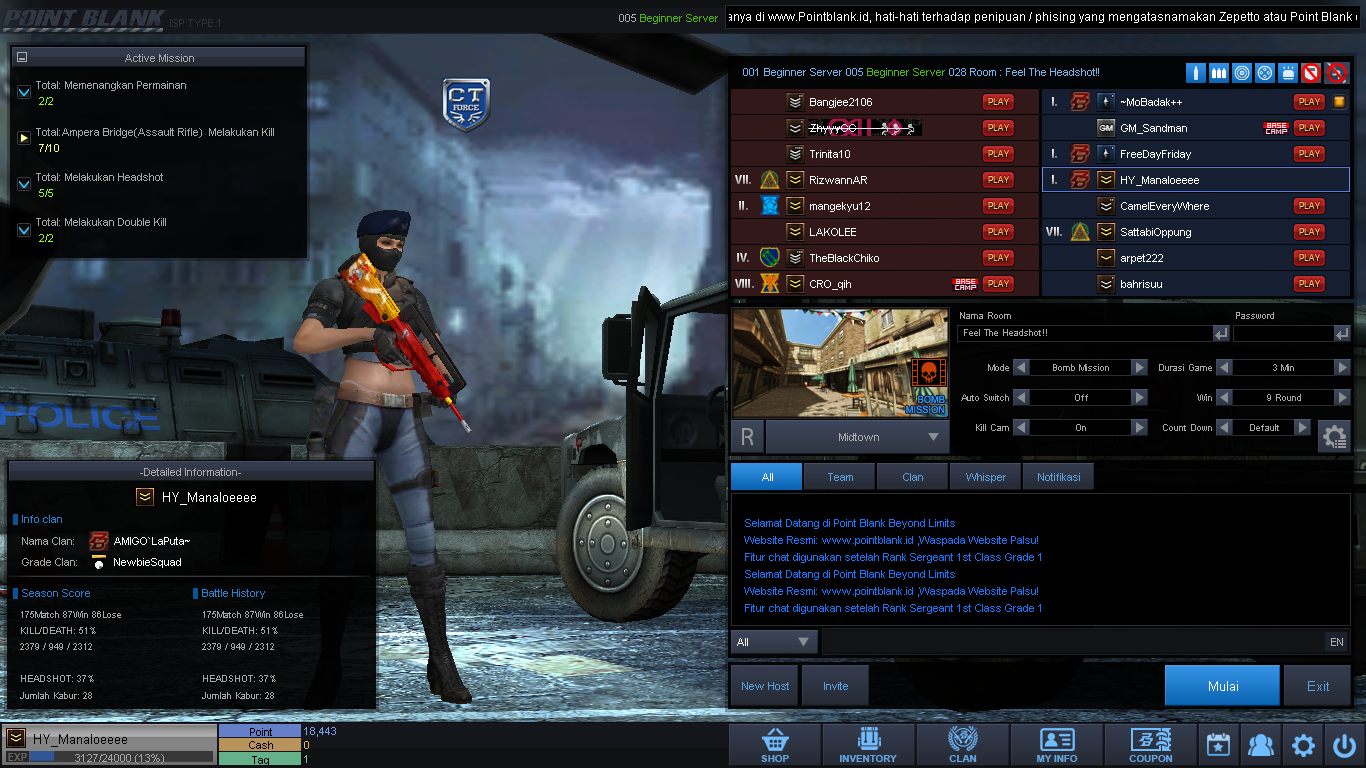 POINT BLANK ISP TYPE 1
005 Beginner Server
anya di www.Pointblank.id, hati-hati terhadap penipuan / phising yang mengatasnamakan Zepetto atau Point Blank
Active Mission
Total: Memenangkan Permainan
2/2
Total:Ampera Bridge(Assault Rifle) Melakukan Kill
7/10
Total: Melakukan Headshot
5/5
Total: Melakukan Double Kill
2/2
CT
FORCE
POLICE
001 Beginner Server 005 Beginner Server 028 Room : Feel The Headshot!!
Bangjee2106 PLAY
ZhyyyGC PLAY
Trinita10 PLAY
VII. RizwannAR PLAY
II. mangekyu12 PLAY
LAKOLEE PLAY
IV. TheBlackChiko PLAY
VIII. CRO_qih BASE CAMP PLAY
I. ~MoBadak++ PLAY
GM GM_Sandman BASE CAMP PLAY
I. FreeDayFriday PLAY
I. HY_Manaloeeee
CamelEveryWhere PLAY
VII. SattabiOppung PLAY
arpet222 PLAY
bahrisuu PLAY
BOMB
MISSION
R Midtown
Nama Room
Feel The Headshot!!
Password
Mode Bomb Mission Durasi Game 3 Min
Auto Switch Off Win 9 Round
Kill Cam On Count Down Default
All Team Clan Whisper Notifikasi
Selamat Datang di Point Blank Beyond Limits
Website Resmi: www.pointblank.id ,Waspada Website Palsu!
Fitur chat digunakan setelah Rank Sergeant 1st Class Grade 1
Selamat Datang di Point Blank Beyond Limits
Website Resmi: www.pointblank.id ,Waspada Website Palsu!
Fitur chat digunakan setelah Rank Sergeant 1st Class Grade 1
All EN
New Host Invite Mulai Exit
-Detailed Information-
HY_Manaloeeee
Info clan
Nama Clan: AMIGO`LaPuta~
Grade Clan: NewbieSquad
Season Score
175Match 87Win 86Lose
KILL/DEATH: 51%
2379 / 949 / 2312
HEADSHOT: 37%
Jumlah Kabur: 28
Battle History
175Match 87Win 86Lose
KILL/DEATH: 51%
2379 / 949 / 2312
HEADSHOT: 37%
Jumlah Kabur: 28
HY_Manaloeeee
EXP 3127/24000 (13%)
Point 18,443
Cash 0
Tag 1
SHOP INVENTORY CLAN MY INFO COUPON